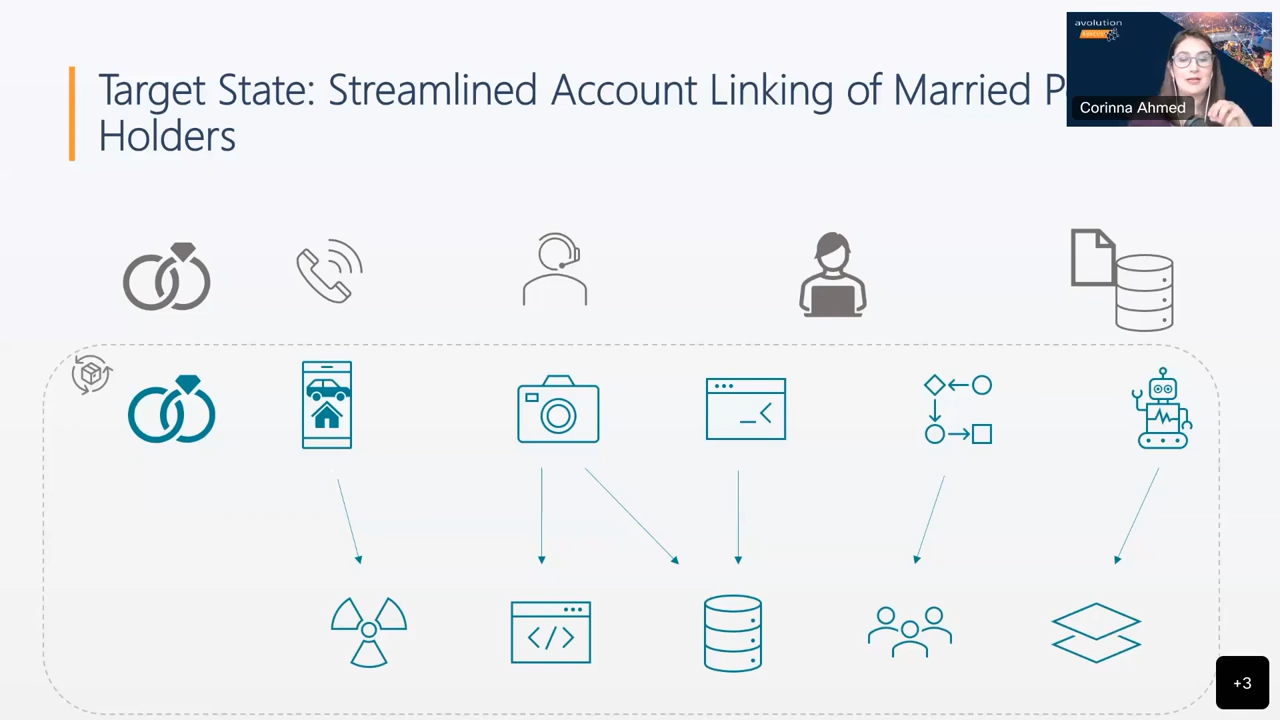 Target State: Streamlined Account Linking of Married
Holders
avolution
Corinna Ahmed
+3